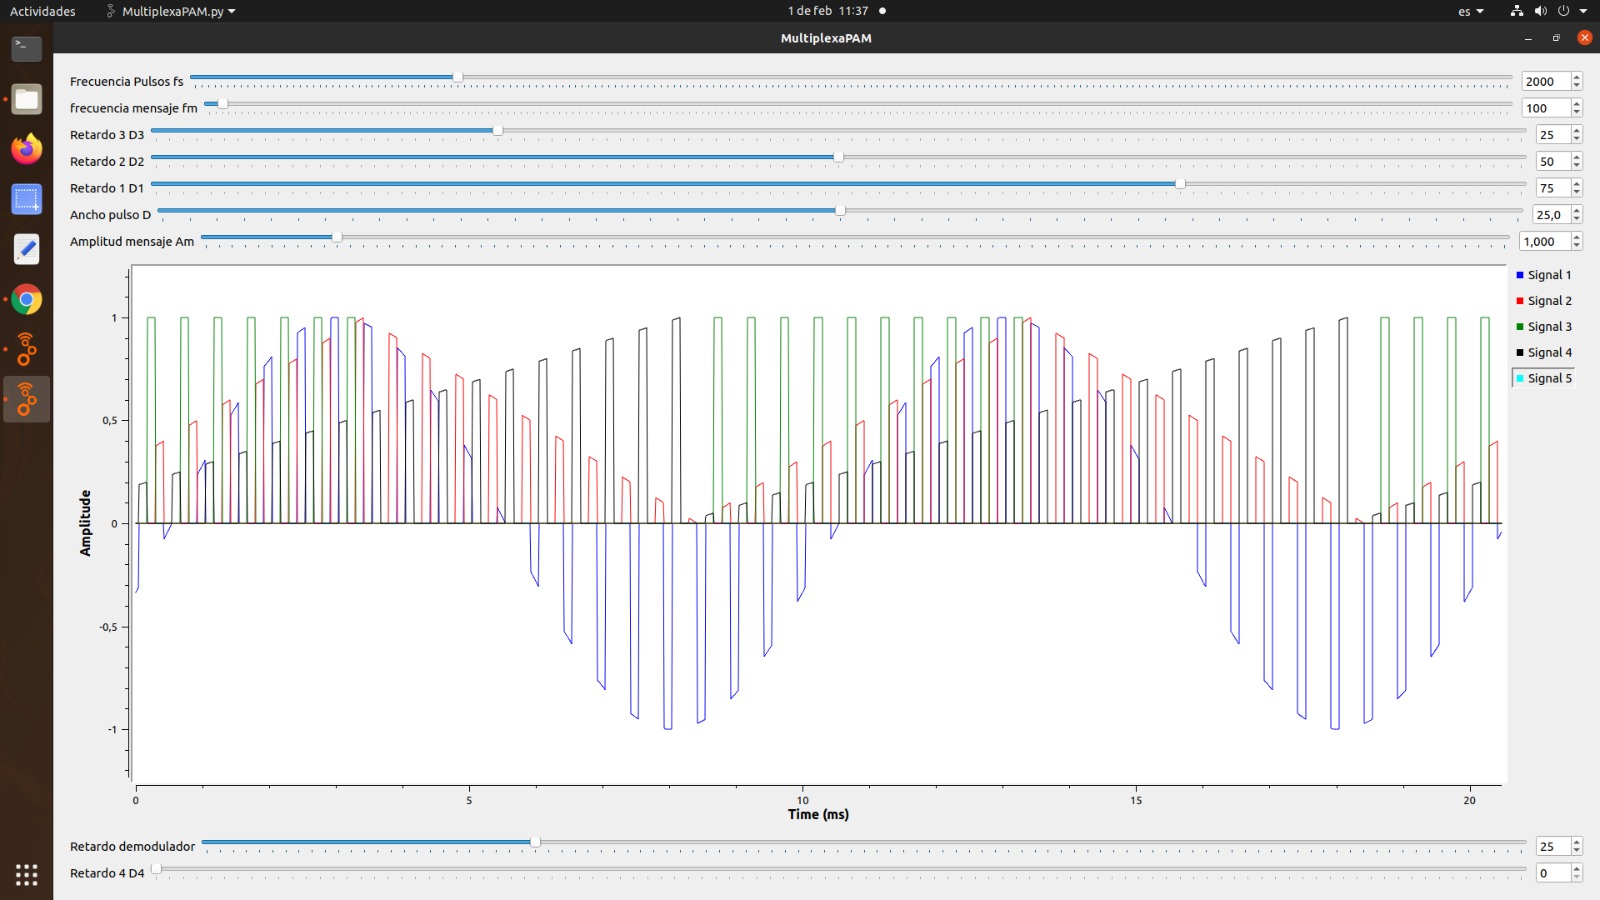 Actividades MultiplexaPAM.py 1 de feb 11:37 es
MultiplexaPAM
Frecuencia Pulsos fs 2000
frecuencia mensaje fm 100
Retardo 3 D3 25
Retardo 2 D2 50
Retardo 1 D1 75
Ancho pulso D 25,0
Amplitud mensaje Am 1,000
Signal 1
Signal 2
Signal 3
Signal 4
Signal 5
1
0,5
0
-0,5
-1
Amplitude
0 5 10 15 20
Time (ms)
Retardo demodulador 25
Retardo 4 D4 0